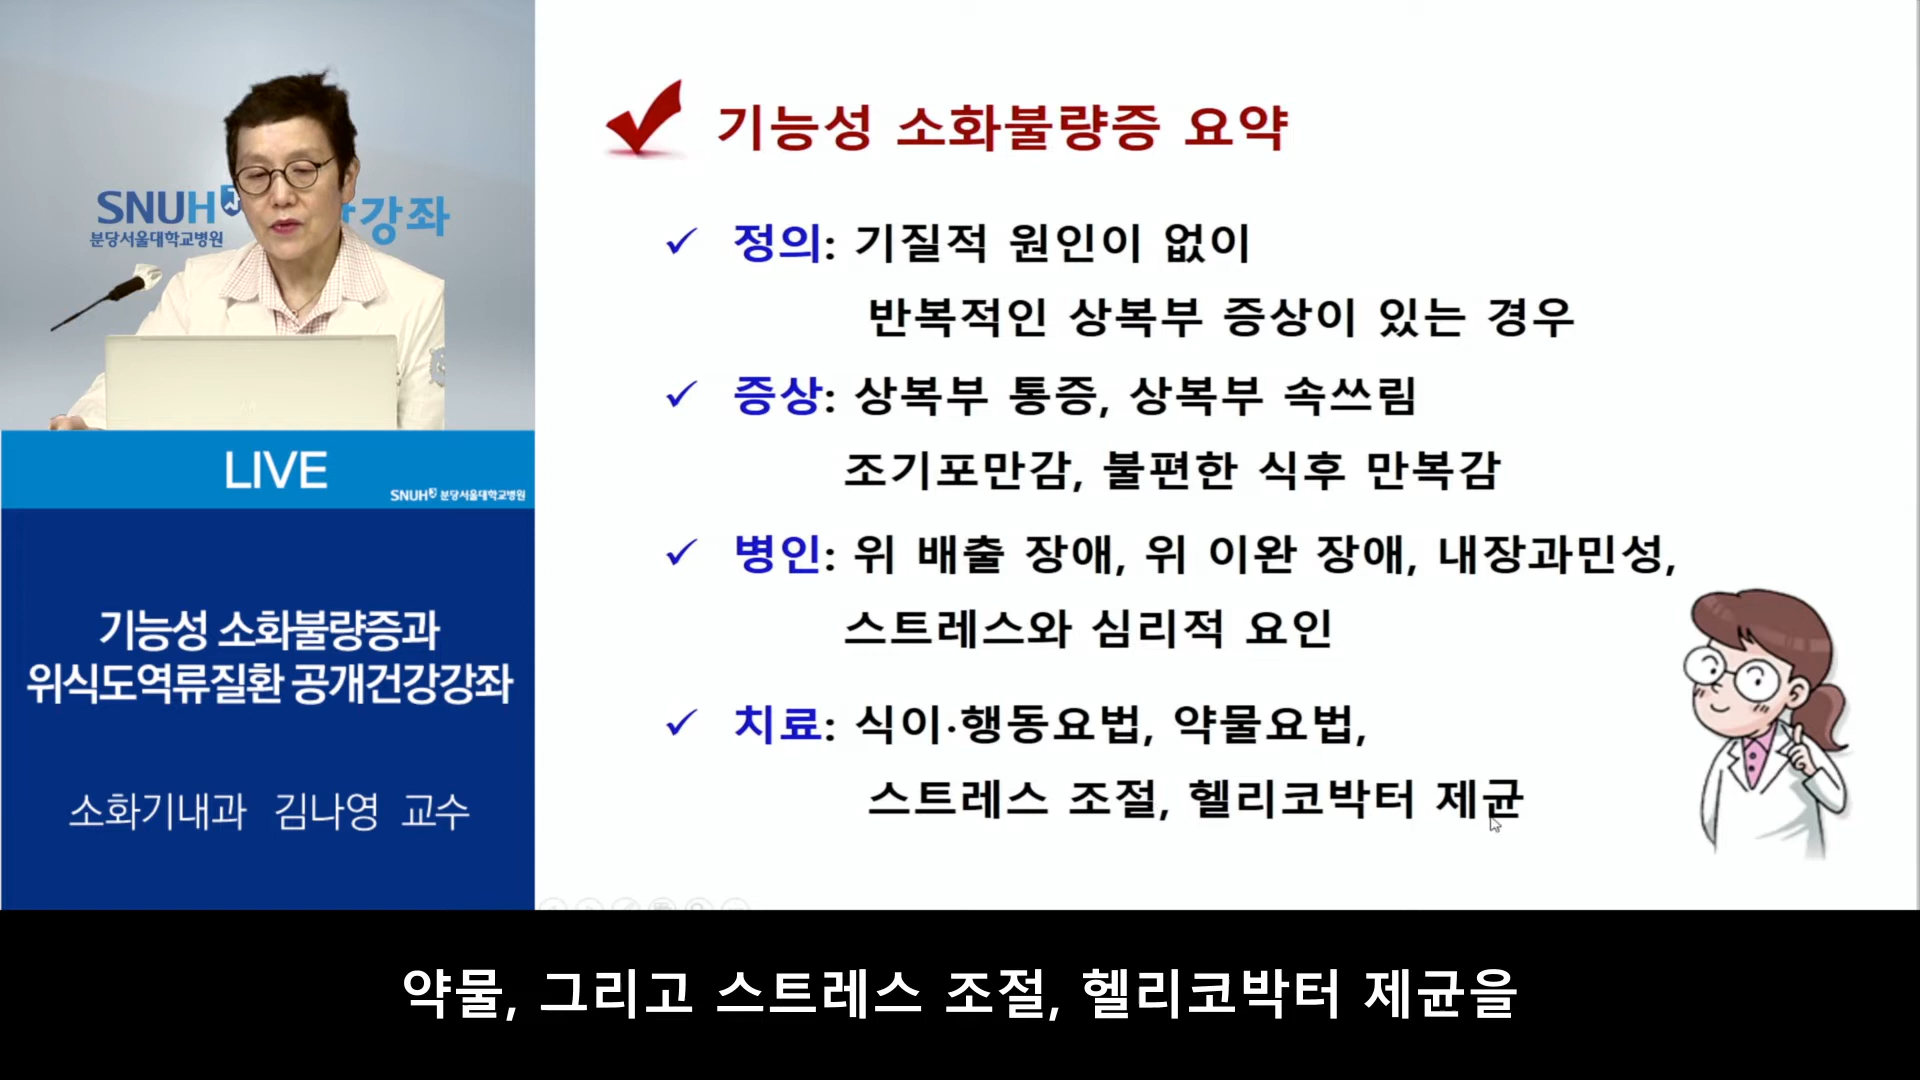 SNUH
강좌
분당서울대학교병원
LIVE
SNUH 분당서울대학교병원
기능성 소화불량증과
위식도역류질환 공개건강강좌
소화기내과 김나영 교수
기능성 소화불량증 요약
✓ 정의: 기질적 원인이 없이
반복적인 상복부 증상이 있는 경우
✓ 증상: 상복부 통증, 상복부 속쓰림
조기포만감, 불편한 식후 만복감
✓ 병인: 위 배출 장애, 위 이완 장애, 내장과민성,
스트레스와 심리적 요인
✓ 치료: 식이·행동요법, 약물요법,
스트레스 조절, 헬리코박터 제균
약물, 그리고 스트레스 조절, 헬리코박터 제균을